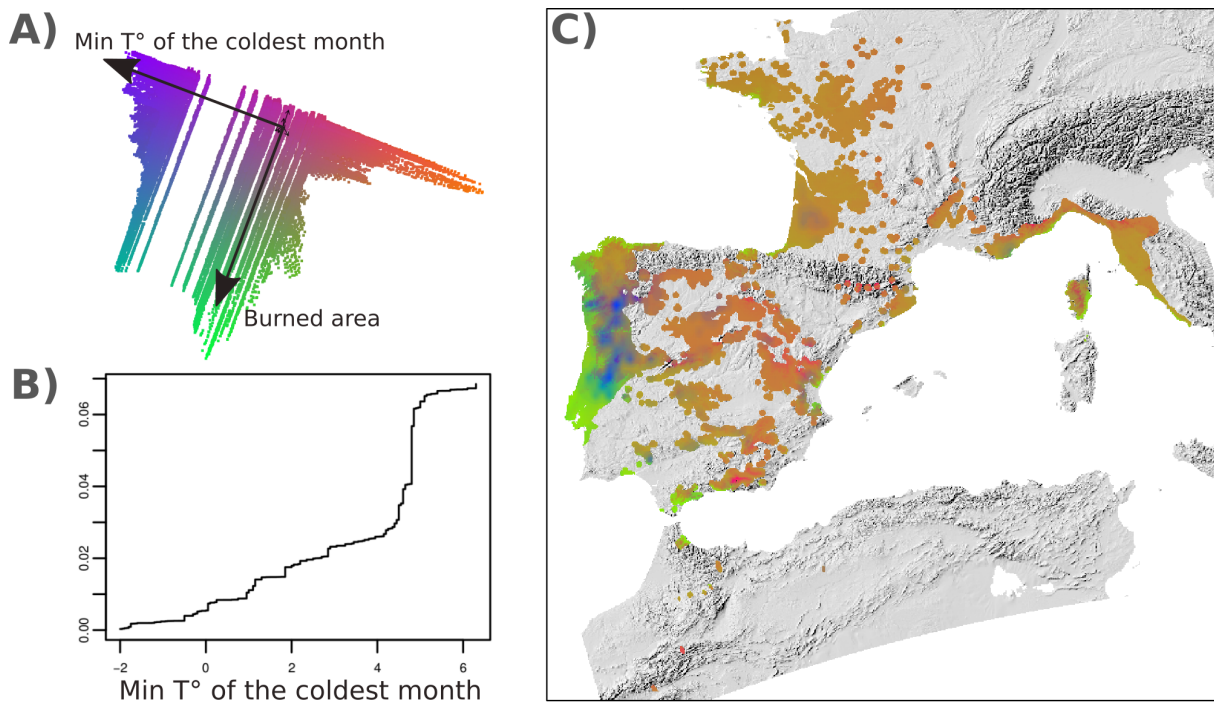 A)
Min T° of the coldest month
Burned area
B)
0.06
0.04
0.02
0.00
-2 0 2 4 6
Min T° of the coldest month
C)